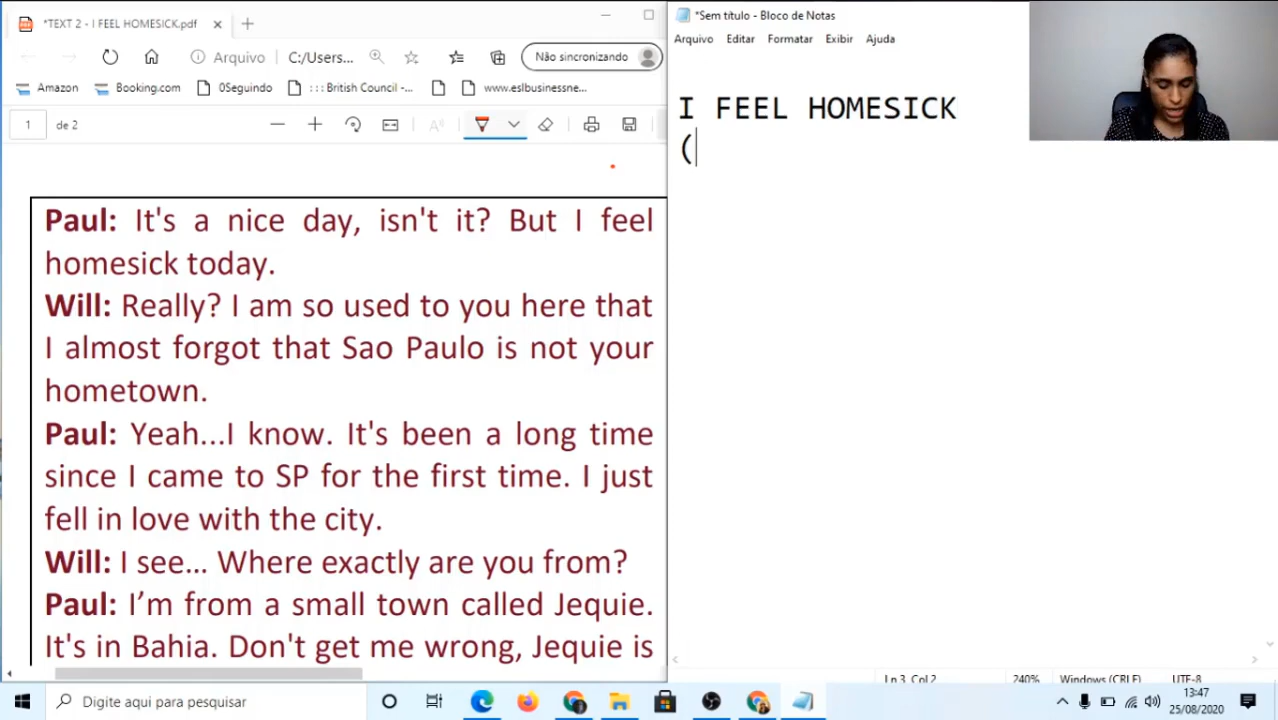 *TEXT 2 - I FEEL HOMESICK.pdf
Arquivo
C:/Users...
Não sincronizando
Amazon
Booking.com
0Seguindo
: : : British Council -...
www.eslbusinessne...
1
de 2
Paul: It's a nice day, isn't it? But I feel
homesick today.
Will: Really? I am so used to you here that
I almost forgot that Sao Paulo is not your
hometown.
Paul: Yeah...I know. It's been a long time
since I came to SP for the first time. I just
fell in love with the city.
Will: I see... Where exactly are you from?
Paul: I’m from a small town called Jequie.
It's in Bahia. Don't get me wrong, Jequie is
*Sem título - Bloco de Notas
Arquivo Editar Formatar Exibir Ajuda
I FEEL HOMESICK
(
Ln 3, Col 2
240%
Windows (CRLF)
UTF-8
Digite aqui para pesquisar
13:47
25/08/2020